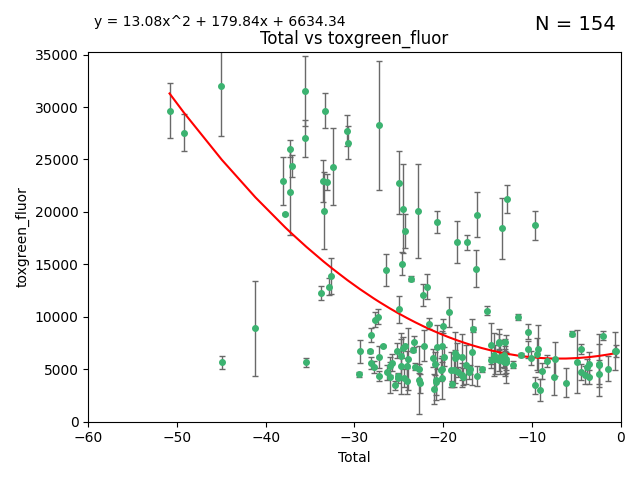 y = 13.08x^2 + 179.84x + 6634.34
N = 154
Total vs toxgreen_fluor
35000
30000
25000
20000
15000
10000
5000
0
toxgreen_fluor
−60 −50 −40 −30 −20 −10 0
Total